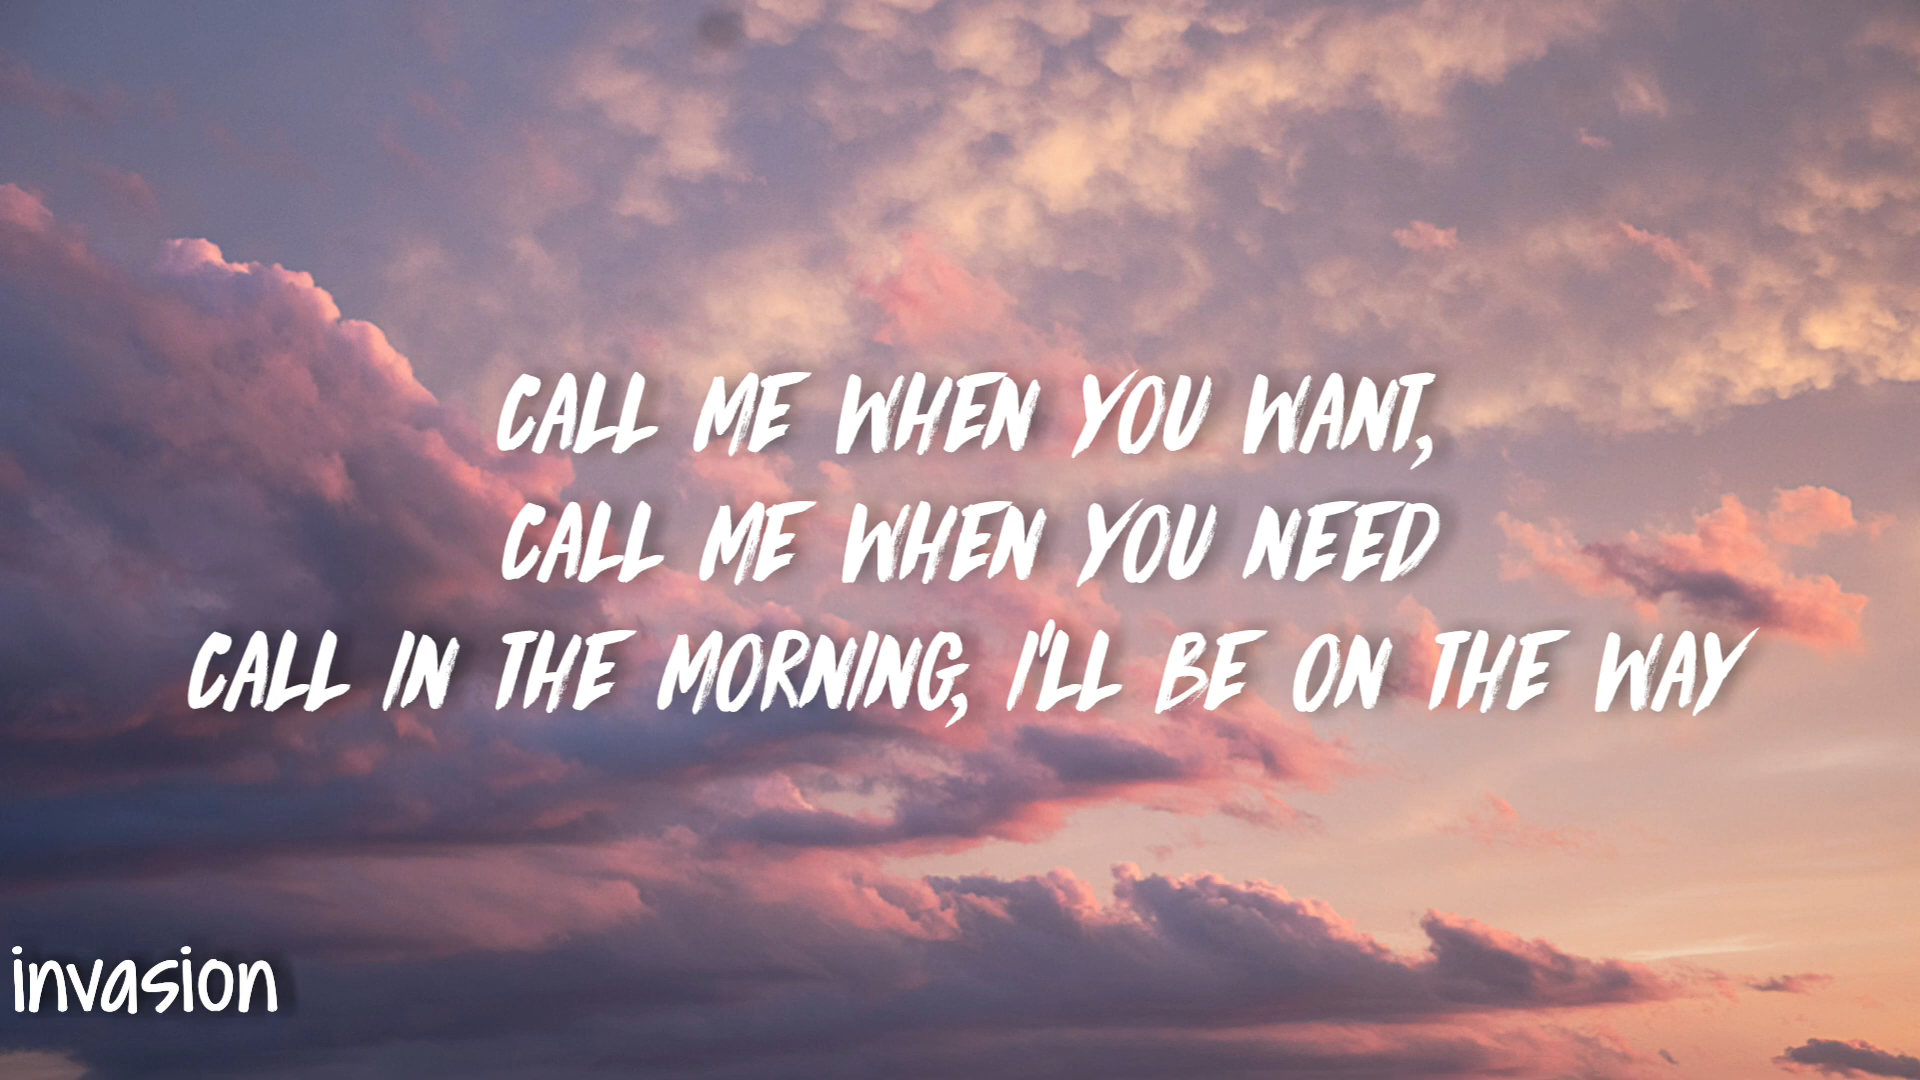 CALL ME WHEN YOU WANT,
CALL ME WHEN YOU NEED
CALL IN THE MORNING, I'LL BE ON THE WAY
invasion